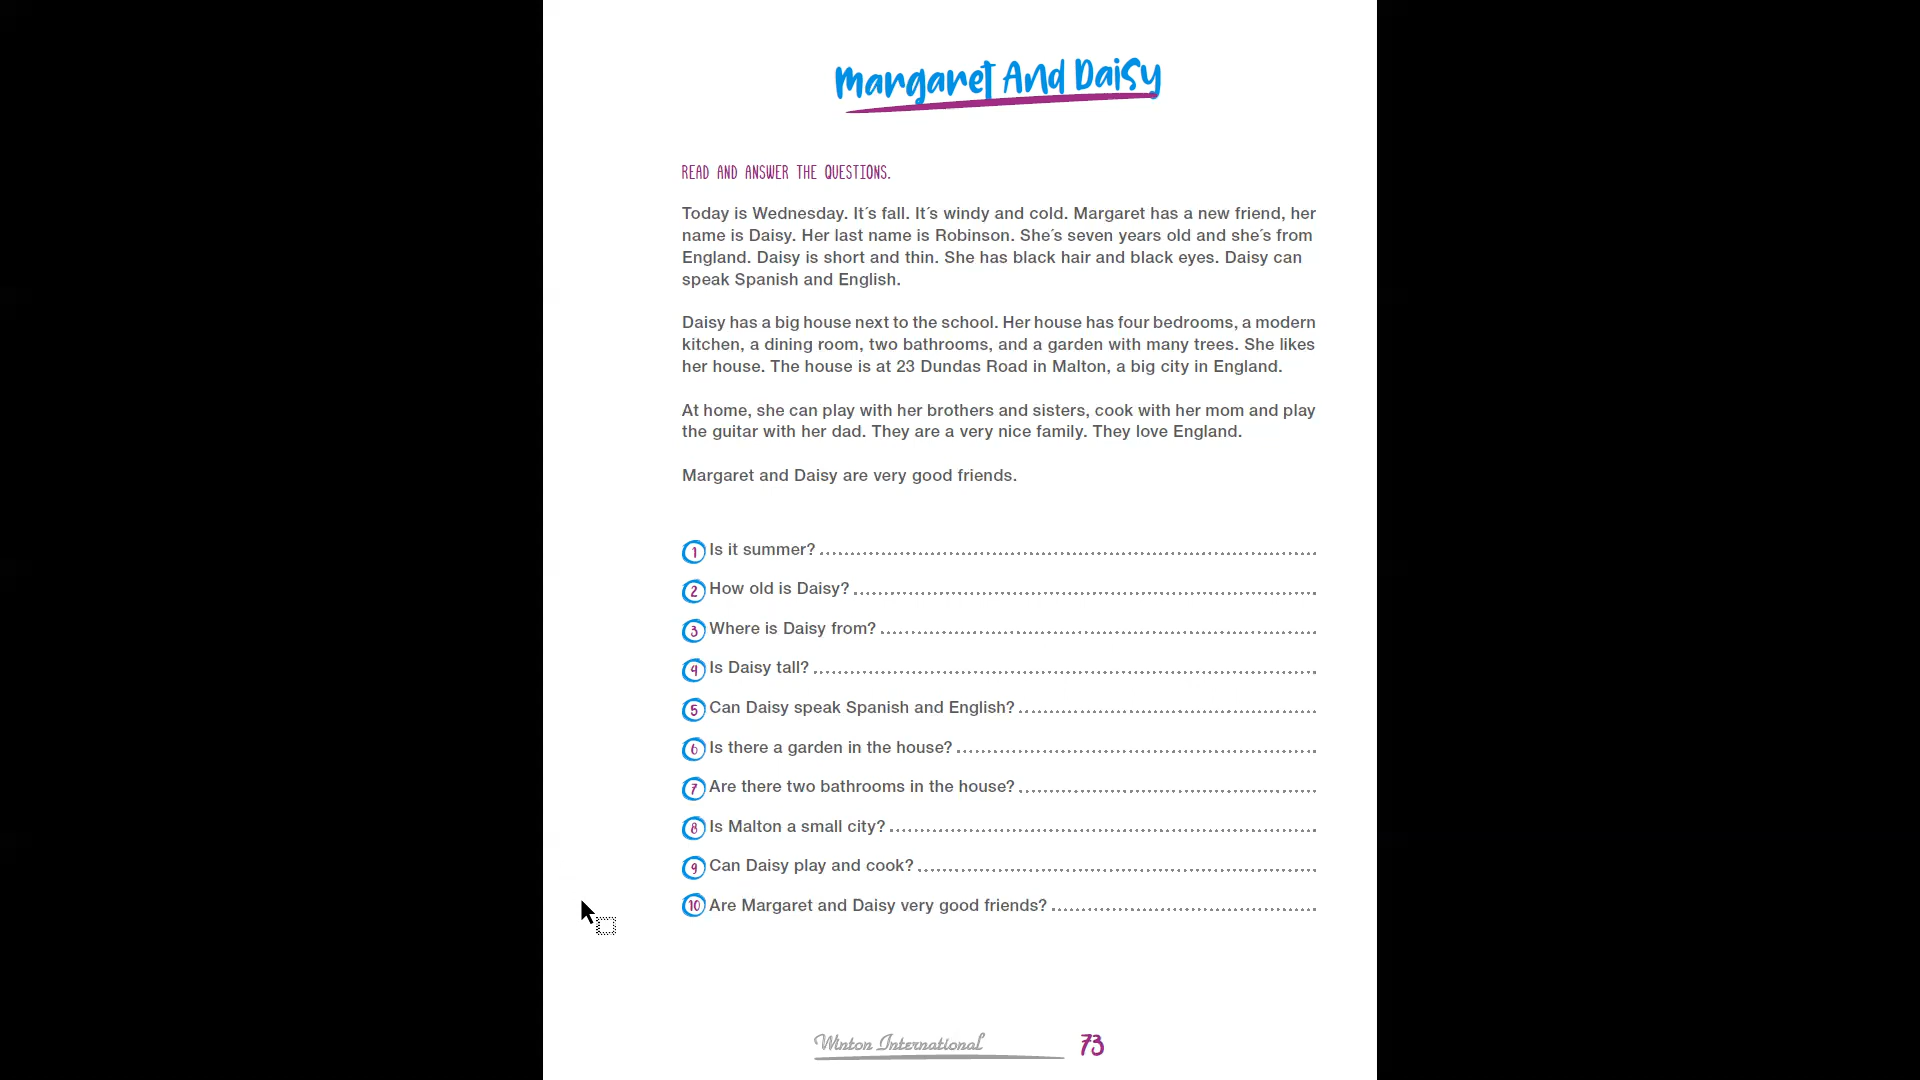 Margaret And Daisy
READ AND ANSWER THE QUESTIONS.
Today is Wednesday. It´s fall. It´s windy and cold. Margaret has a new friend, her
name is Daisy. Her last name is Robinson. She´s seven years old and she´s from
England. Daisy is short and thin. She has black hair and black eyes. Daisy can
speak Spanish and English.
Daisy has a big house next to the school. Her house has four bedrooms, a modern
kitchen, a dining room, two bathrooms, and a garden with many trees. She likes
her house. The house is at 23 Dundas Road in Malton, a big city in England.
At home, she can play with her brothers and sisters, cook with her mom and play
the guitar with her dad. They are a very nice family. They love England.
Margaret and Daisy are very good friends.
1 Is it summer?
2 How old is Daisy?
3 Where is Daisy from?
4 Is Daisy tall?
5 Can Daisy speak Spanish and English?
6 Is there a garden in the house?
7 Are there two bathrooms in the house?
8 Is Malton a small city?
9 Can Daisy play and cook?
10 Are Margaret and Daisy very good friends?
Winton International 73